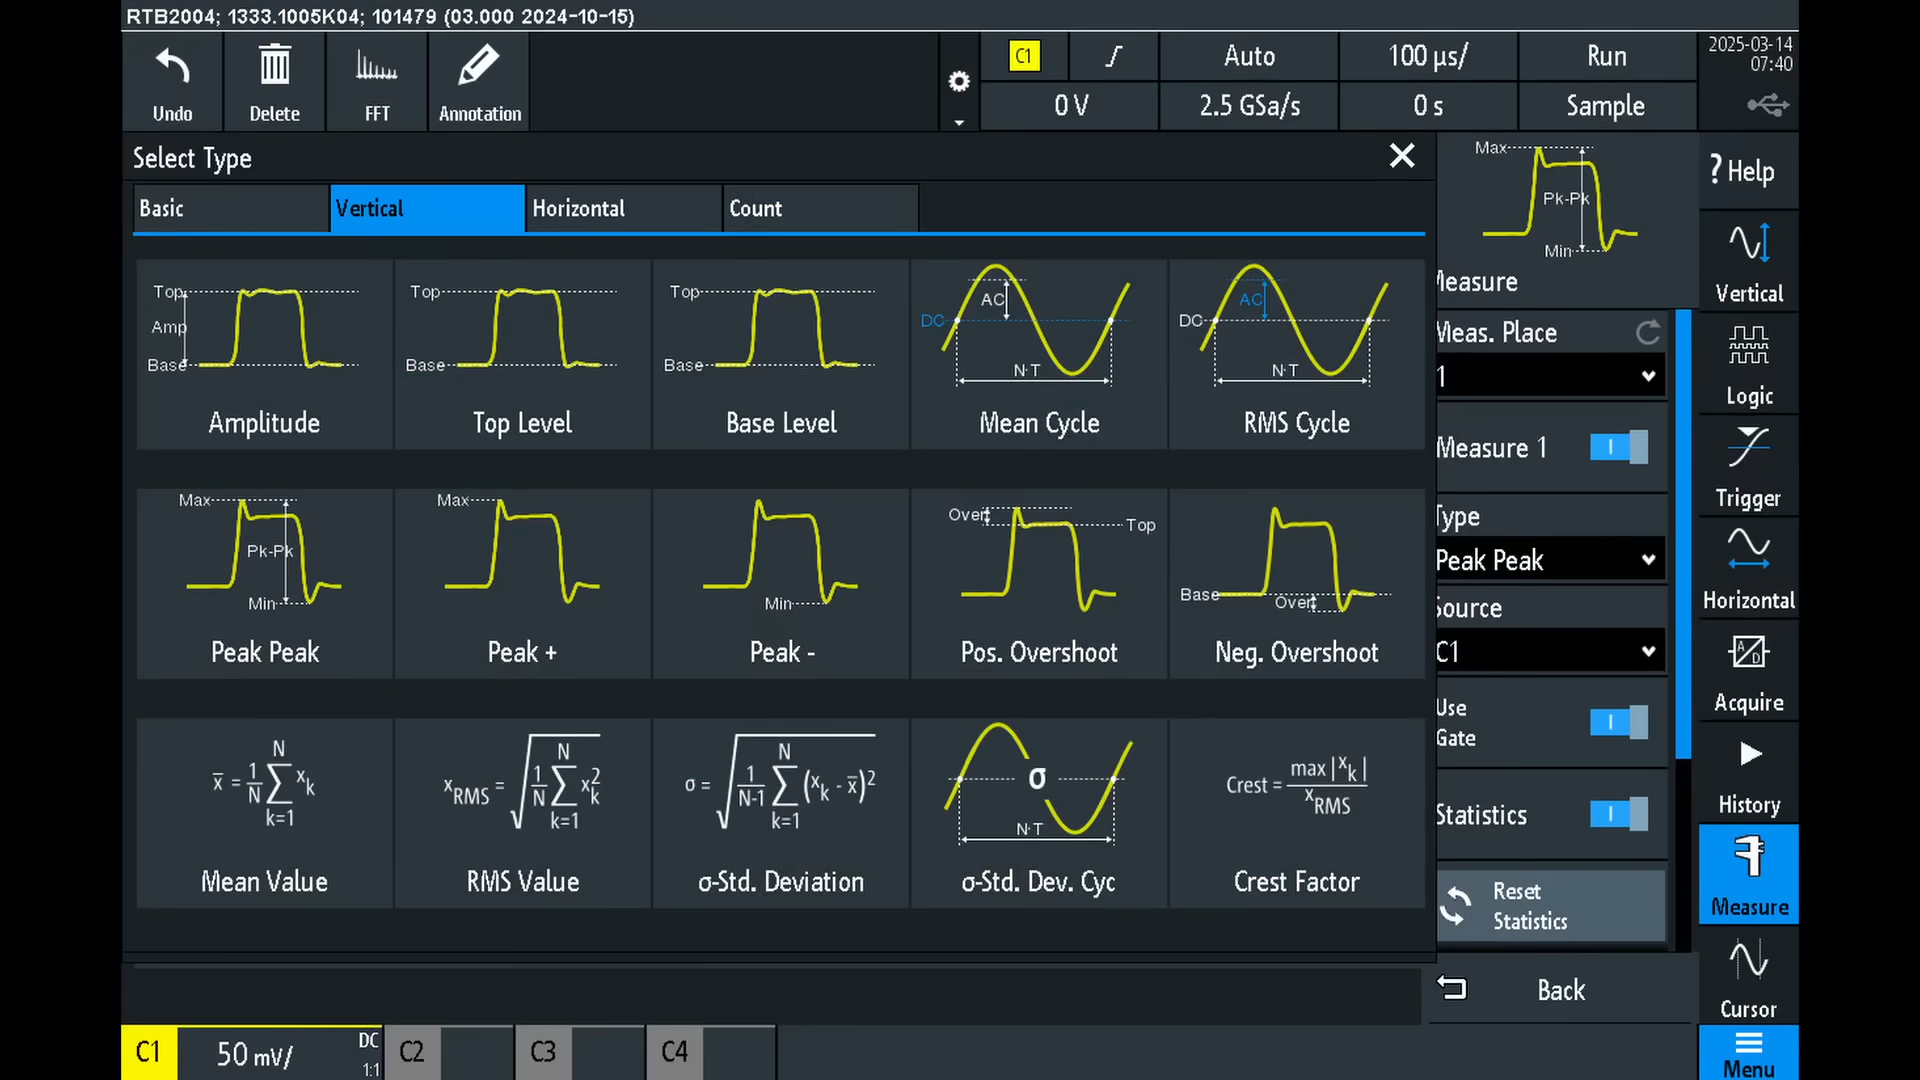 RTB2004; 1333.1005K04; 101479 (03.000 2024-10-15)
Undo
Delete
FFT
Annotation
C1
Auto
100 µs/
Run
0 V
2.5 GSa/s
0 s
Sample
2025-03-14
07:40
Select Type
Basic
Vertical
Horizontal
Count
Top
Amp
Base
Amplitude
Top
Base
Top Level
Top
Base
Base Level
AC
DC
N·T
Mean Cycle
AC
DC
N·T
RMS Cycle
Max
Pk-Pk
Min
Peak Peak
Max
Peak +
Min
Peak -
Over
Top
Pos. Overshoot
Base
Over
Neg. Overshoot
x̄ = 1/N N∑k=1 xk
Mean Value
xRMS = √(1/N N∑k=1 xk²)
RMS Value
σ = √(1/N-1 N∑k=1 (xk - x̄)²)
σ-Std. Deviation
σ
N·T
σ-Std. Dev. Cyc
Crest = max|xk| / xRMS
Crest Factor
Max
Pk-Pk
Min
Measure
Meas. Place
1
Measure 1
Type
Peak Peak
Source
C1
Use
Gate
Statistics
Reset
Statistics
Back
? Help
Vertical
Logic
Trigger
Horizontal
A/D
Acquire
History
Measure
Cursor
Menu
C1
50 mV/
DC
1:1
C2
C3
C4